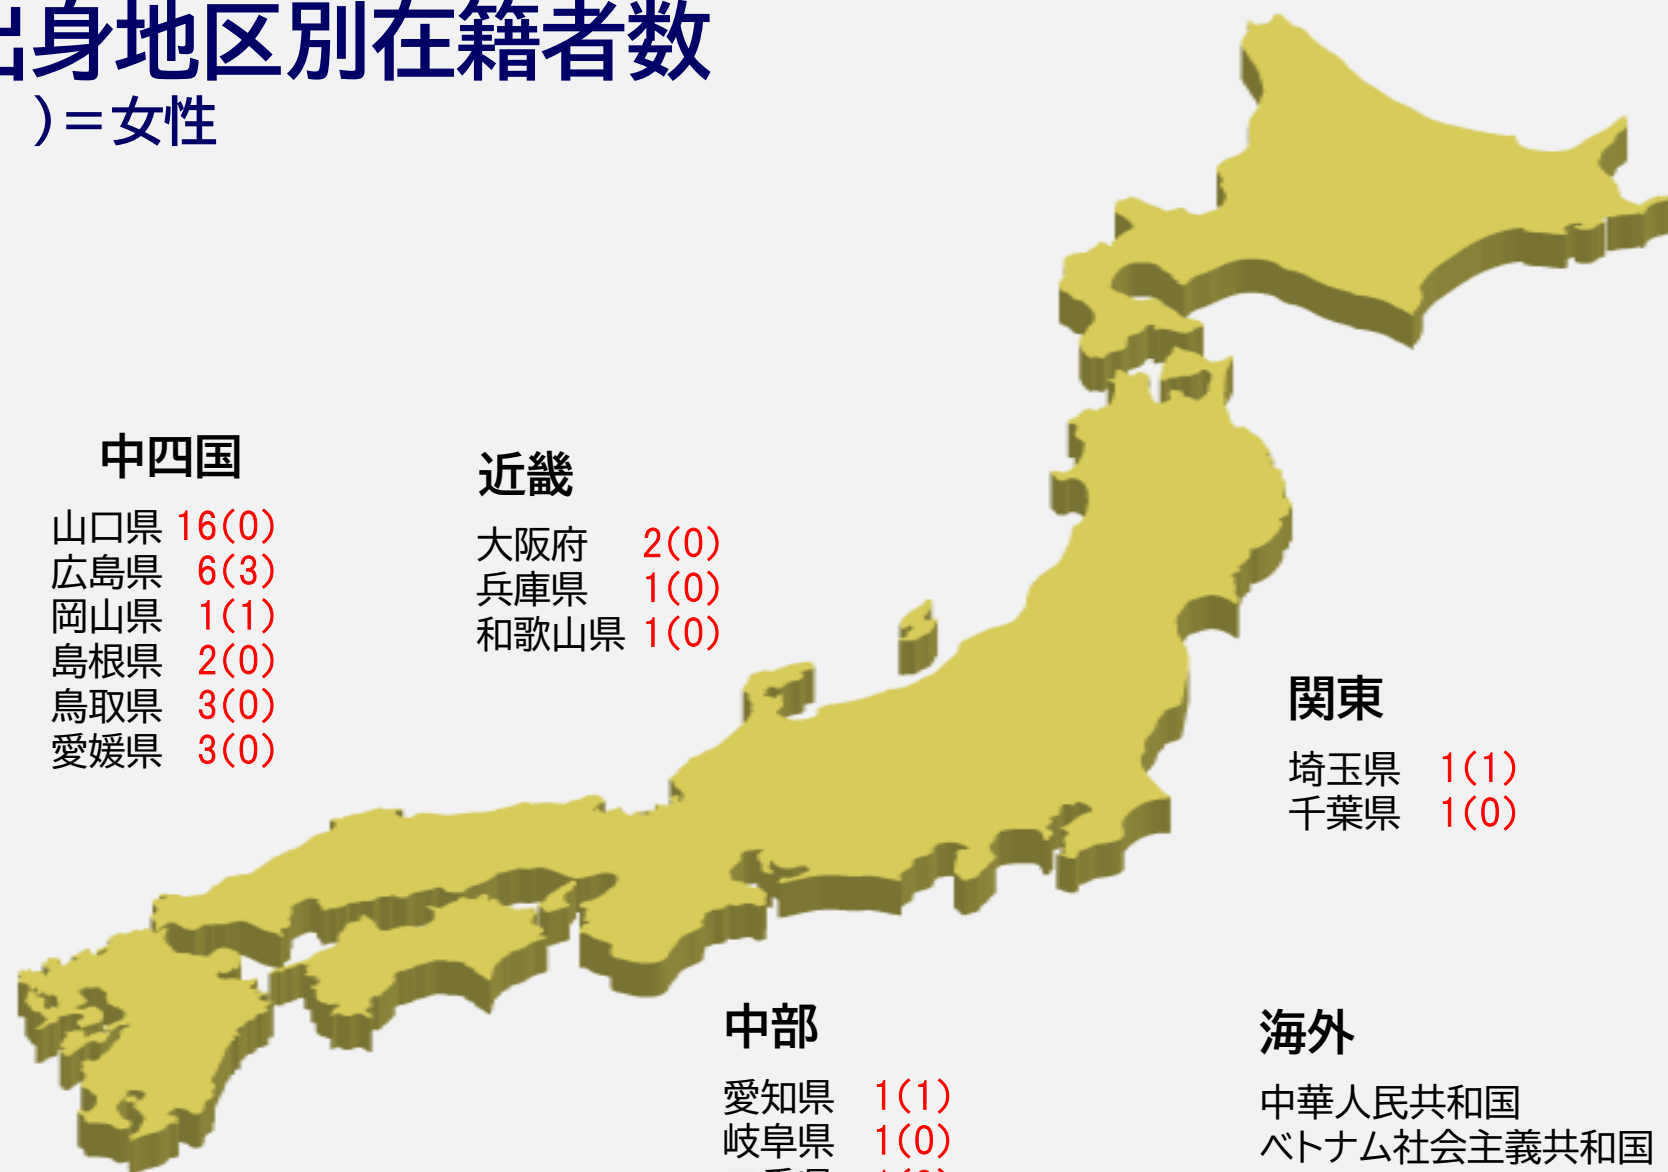 出身地区別在籍者数
)＝女性
中四国
山口県 16(0)
広島県 6(3)
岡山県 1(1)
島根県 2(0)
鳥取県 3(0)
愛媛県 3(0)
近畿
大阪府 2(0)
兵庫県 1(0)
和歌山県 1(0)
関東
埼玉県 1(1)
千葉県 1(0)
中部
愛知県 1(1)
岐阜県 1(0)
海外
中華人民共和国
ベトナム社会主義共和国